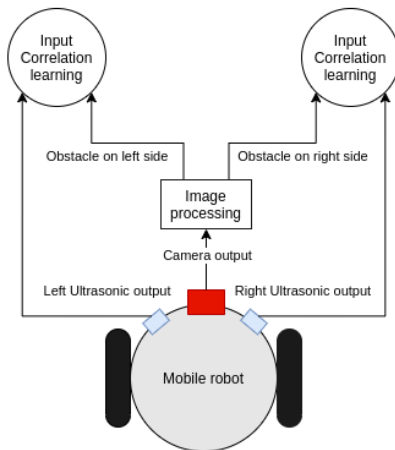 Input
Correlation
learning
Input
Correlation
learning
Obstacle on left side
Obstacle on right side
Image
processing
Camera output
Left Ultrasonic output
Right Ultrasonic output
Mobile robot